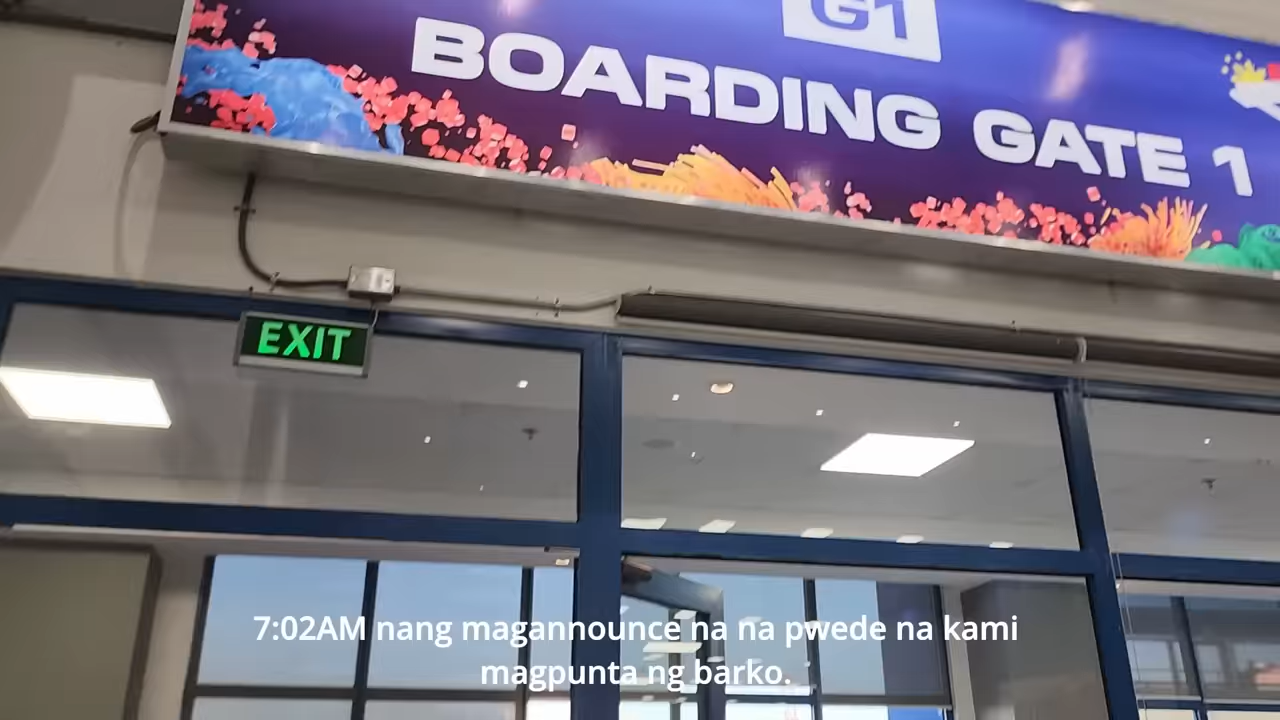 G1
BOARDING GATE 1
EXIT
7:02AM nang magannounce na na pwede na kami
magpunta ng barko.